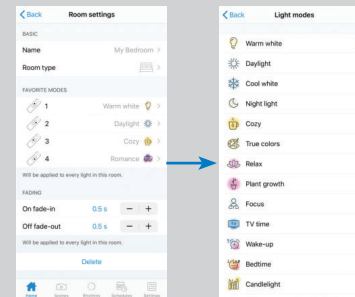 Back Room settings
BASIC
Name My Bedroom
Room type
FAVORITE MODES
1 Warm white
2 Daylight
3 Cozy
4 Romance
Will be applied to every light in this room.
FADING
On fade-in 0.5 s − +
Off fade-out 0.5 s − +
Will be applied to every light in this room.
Delete
Home Scenes Rhythms Schedules Settings
Back Light modes
Warm white
Daylight
Cool white
Night light
Cozy
True colors
Relax
Plant growth
Focus
TV time
Wake-up
Bedtime
Candlelight